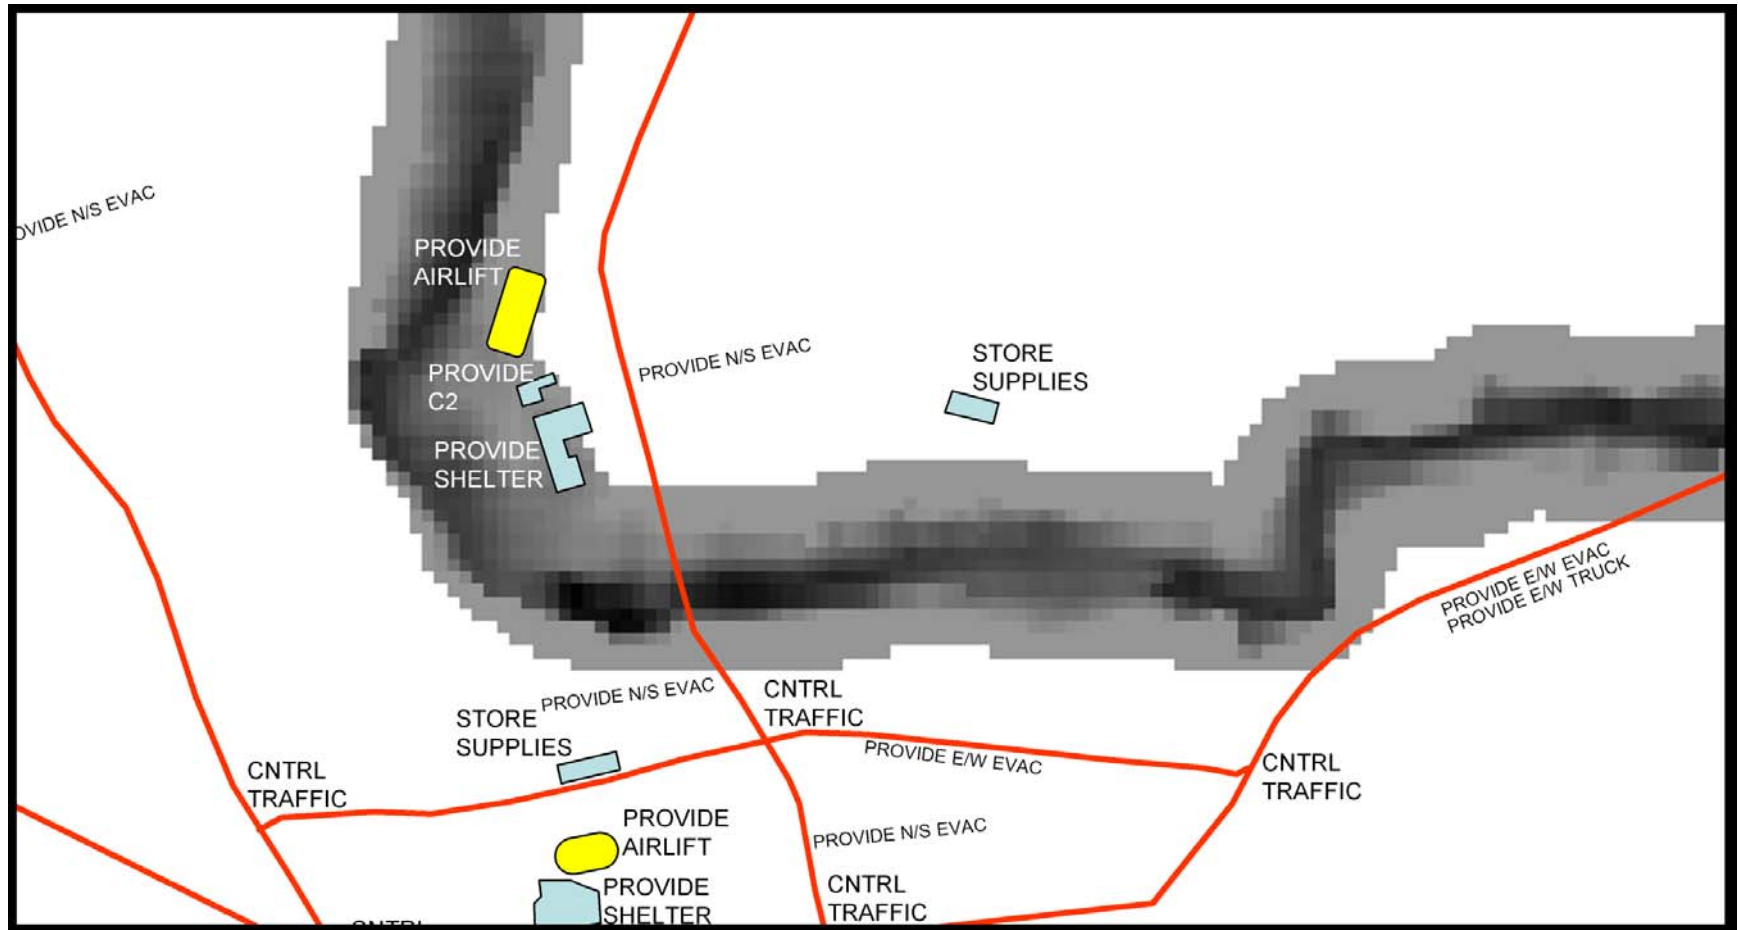 OVIDE N/S EVAC
PROVIDE
AIRLIFT
PROVIDE N/S EVAC
STORE
SUPPLIES
PROVIDE
C2
PROVIDE
SHELTER
PROVIDE E/W EVAC
PROVIDE E/W TRUCK
PROVIDE N/S EVAC
CNTRL
TRAFFIC
STORE
SUPPLIES
PROVIDE E/W EVAC
CNTRL
TRAFFIC
CNTRL
TRAFFIC
PROVIDE
AIRLIFT
PROVIDE N/S EVAC
PROVIDE
SHELTER
CNTRL
TRAFFIC
CNTRL